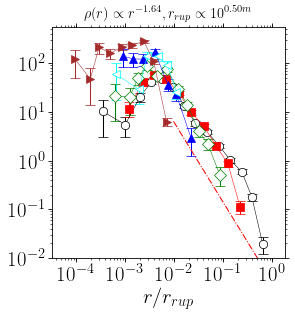 ρ(r) ∝ r^{-1.64}, r_{rup} ∝ 10^{0.50m}
10^2
10^1
10^0
10^{-1}
10^{-2}
10^{-4} 10^{-3} 10^{-2} 10^{-1} 10^0
r/r_{rup}